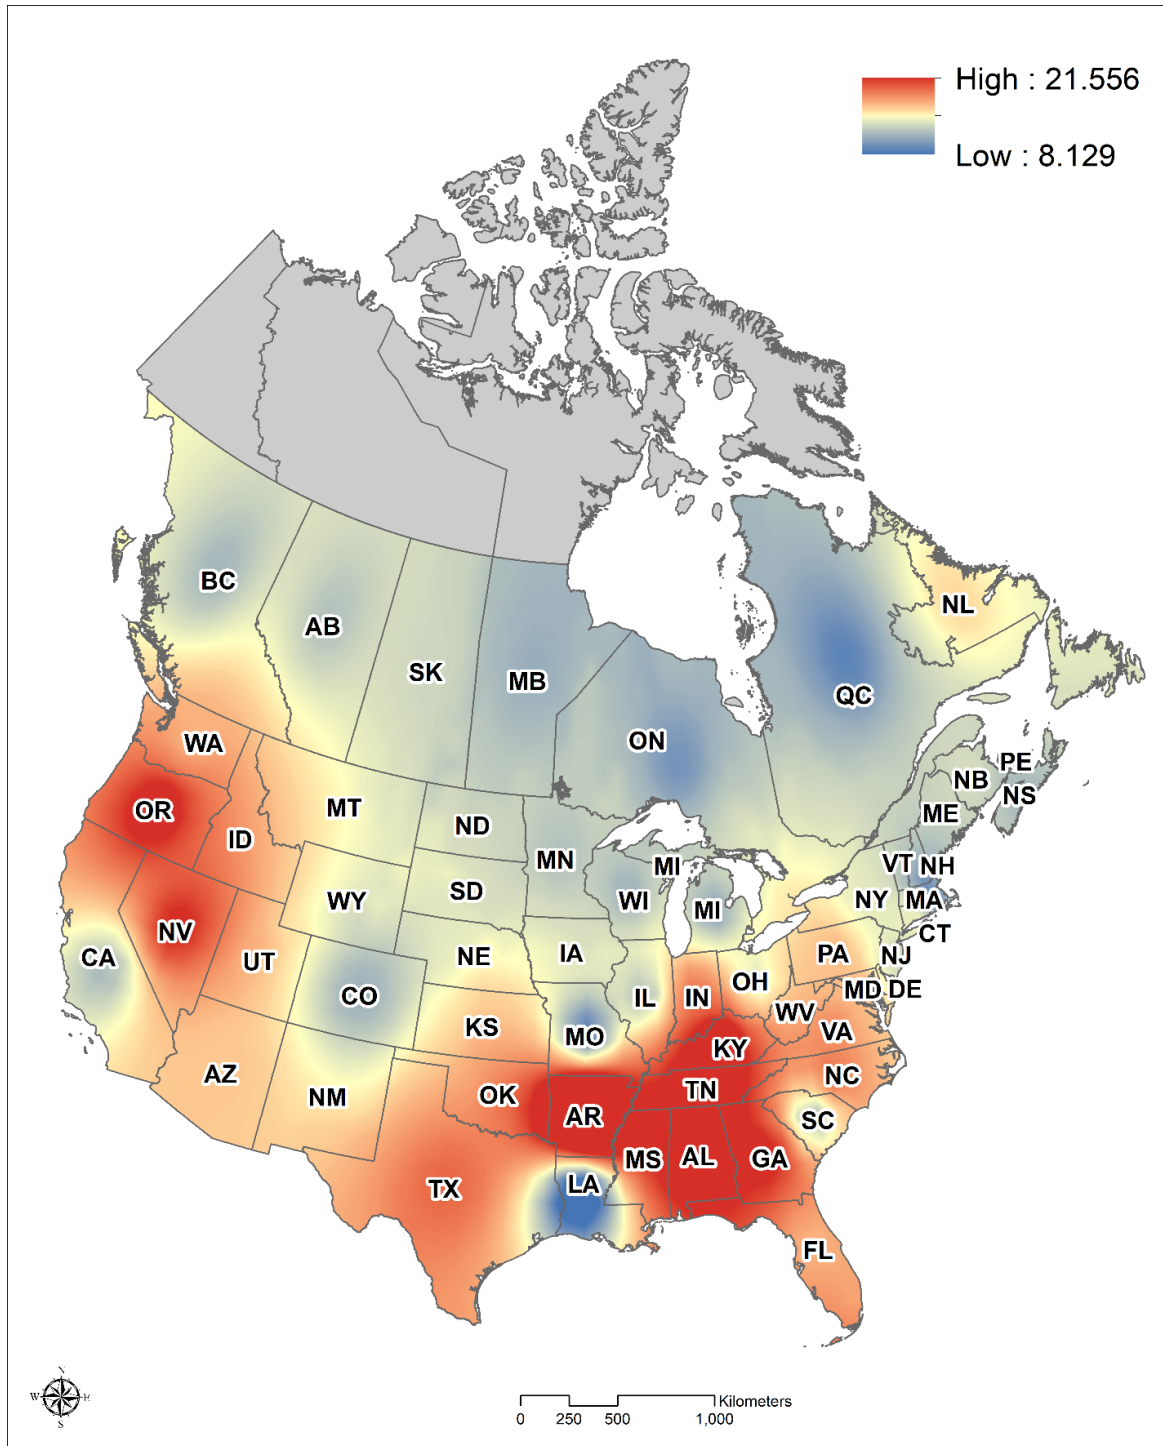 High : 21.556
Low : 8.129
BC
AB
SK
MB
ON
QC
NL
PE
NB
NS
ME
WA
OR
ID
MT
ND
MN
MI
VT NH
WY
SD
WI
MI
NY
MA
CT
NV
CA
UT
CO
NE
IA
IL
IN
OH
PA
NJ
MD DE
KS
MO
WV
VA
KY
AZ
NM
OK
AR
TN
NC
SC
TX
LA
MS
AL
GA
FL
N
W
E
S
Kilometers
0 250 500 1,000